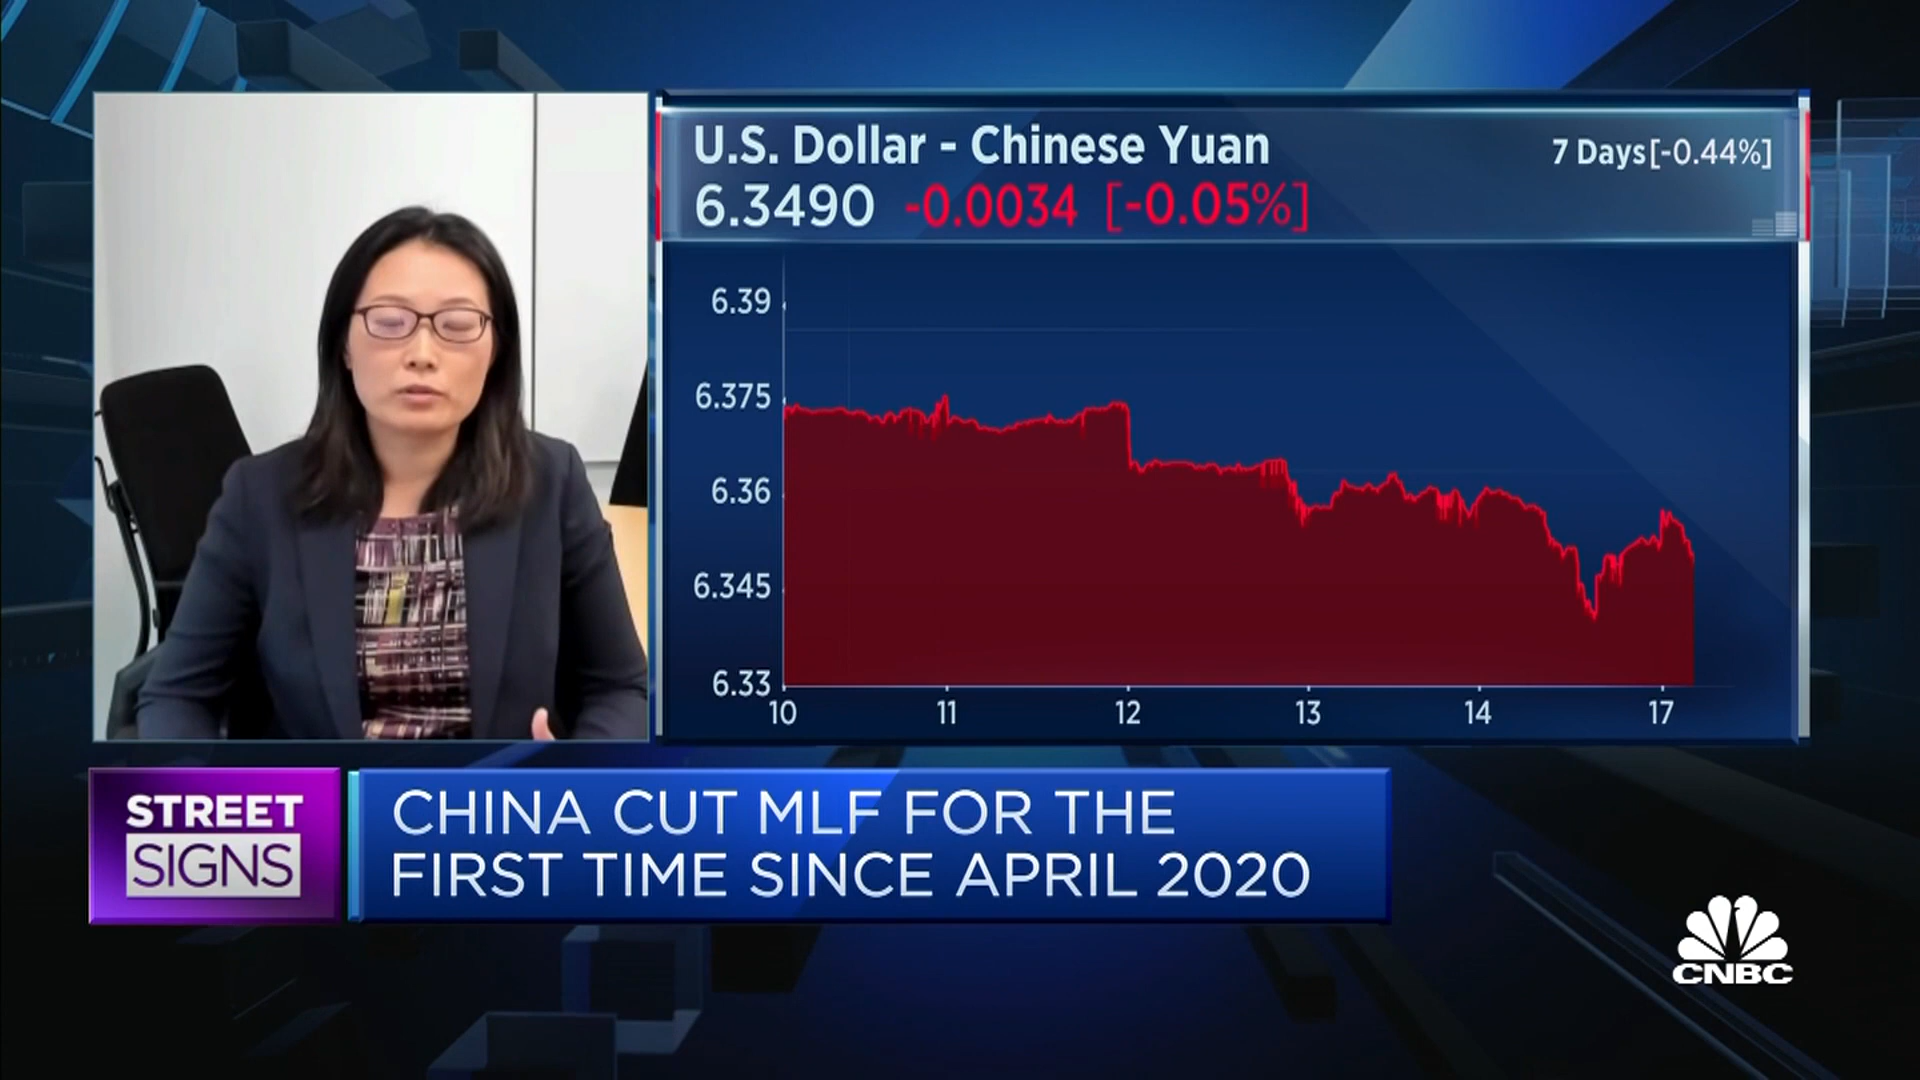 U.S. Dollar - Chinese Yuan
7 Days[-0.44%]
6.3490 -0.0034 [-0.05%]
6.39
6.375
6.36
6.345
6.33
10 11 12 13 14 17
STREET
SIGNS
CHINA CUT MLF FOR THE
FIRST TIME SINCE APRIL 2020
CNBC